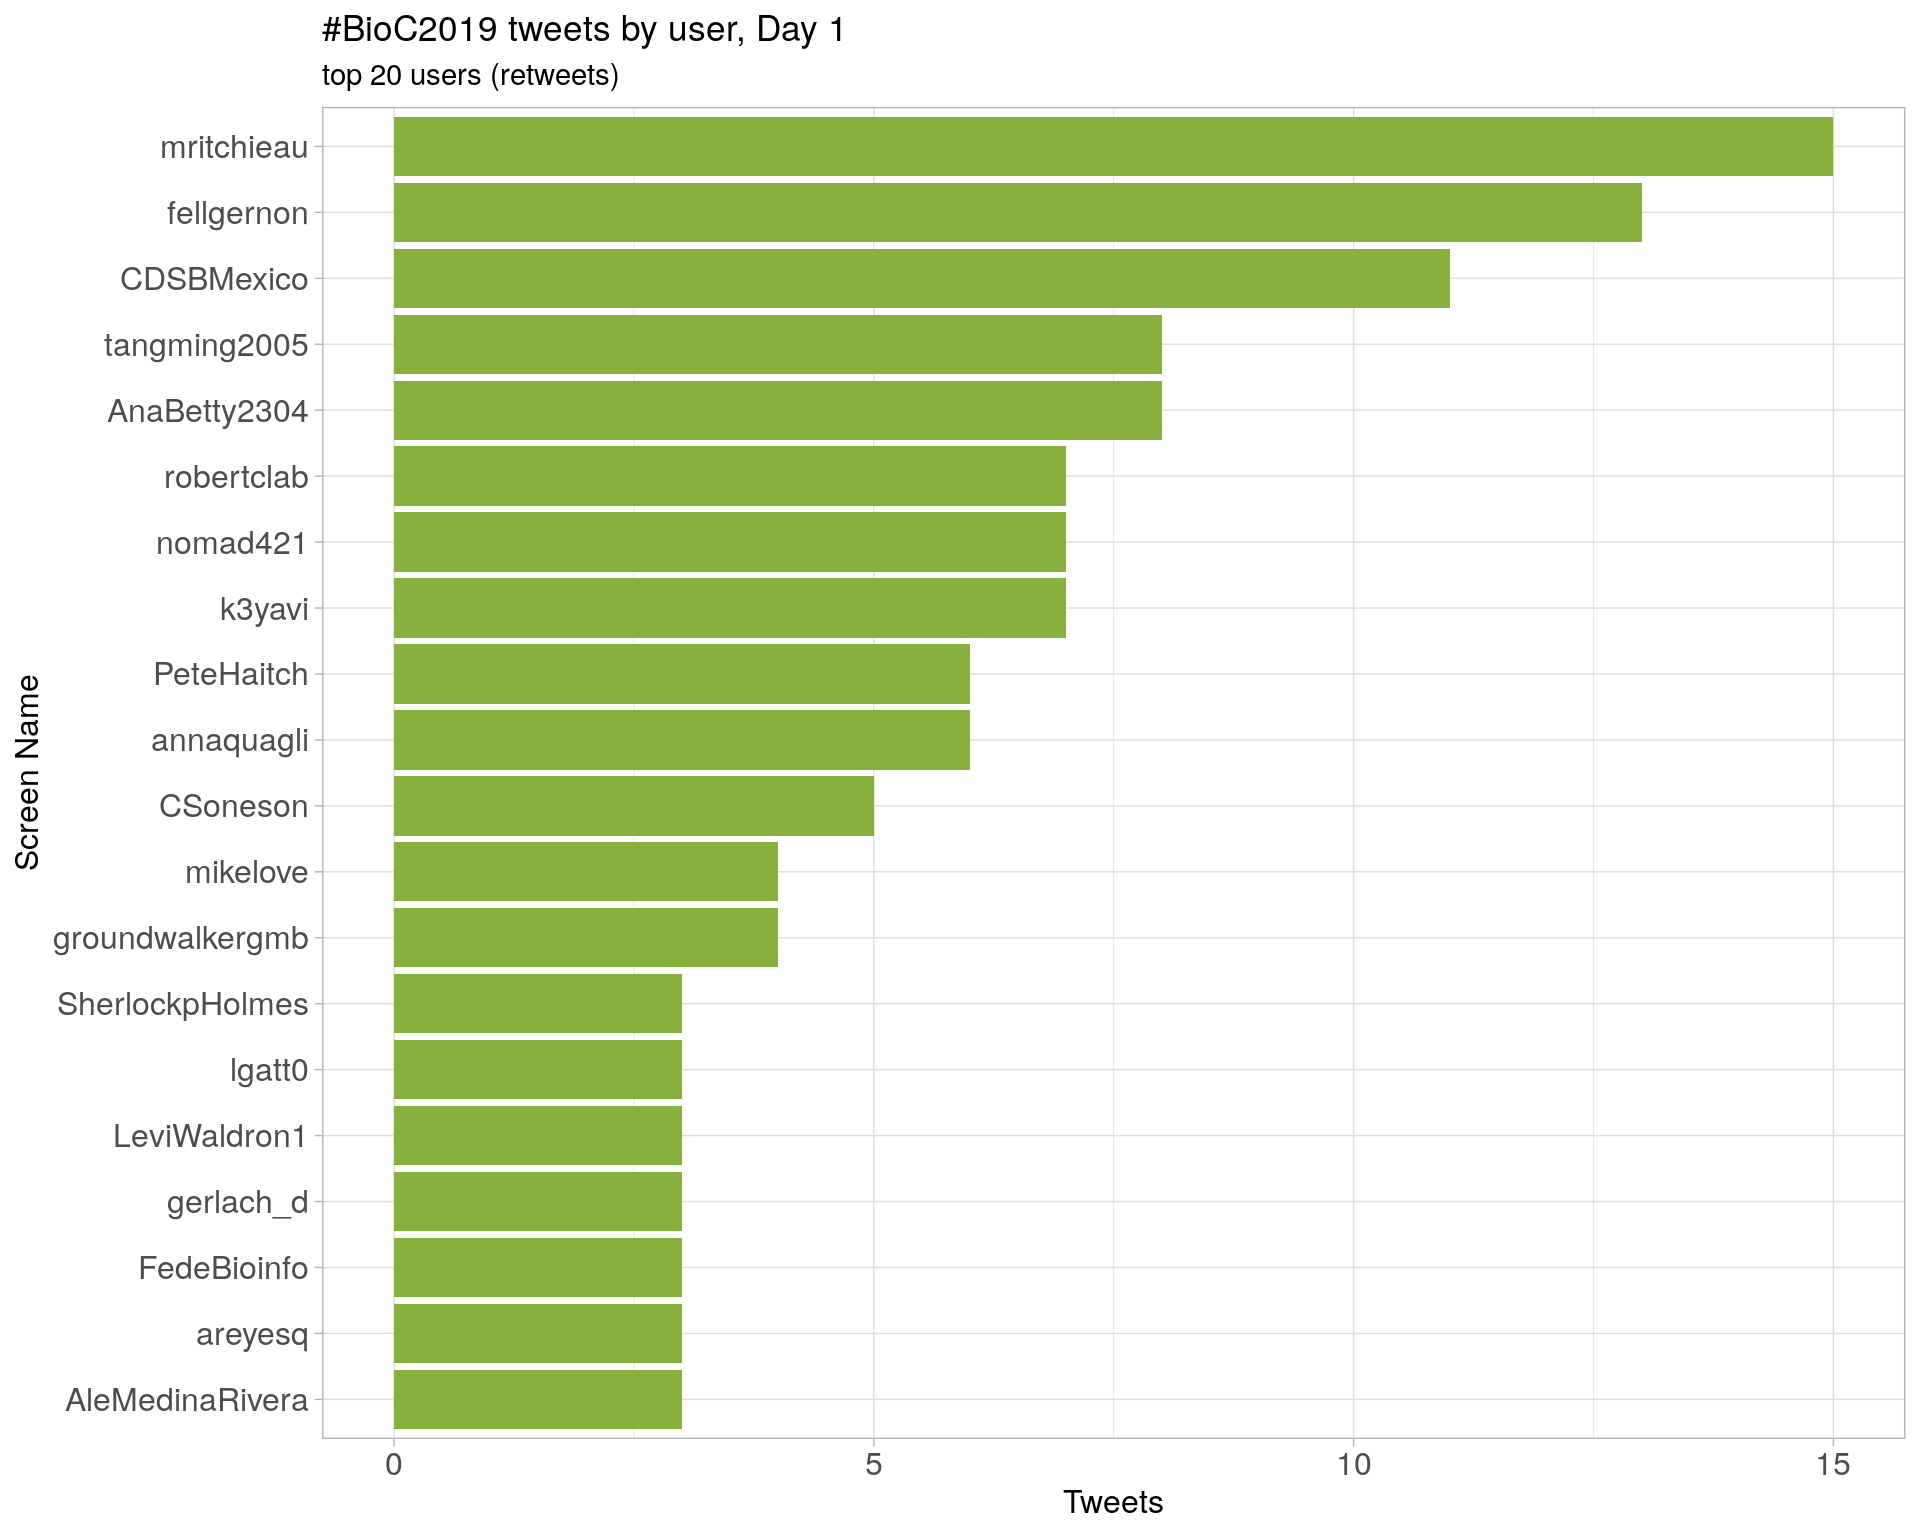 #BioC2019 tweets by user, Day 1
top 20 users (retweets)
Screen Name
mritchieau
fellgernon
CDSBMexico
tangming2005
AnaBetty2304
robertclab
nomad421
k3yavi
PeteHaitch
annaquagli
CSoneson
mikelove
groundwalkergmb
SherlockpHolmes
lgatt0
LeviWaldron1
gerlach_d
FedeBioinfo
areyesq
AleMedinaRivera
0 5 10 15
Tweets